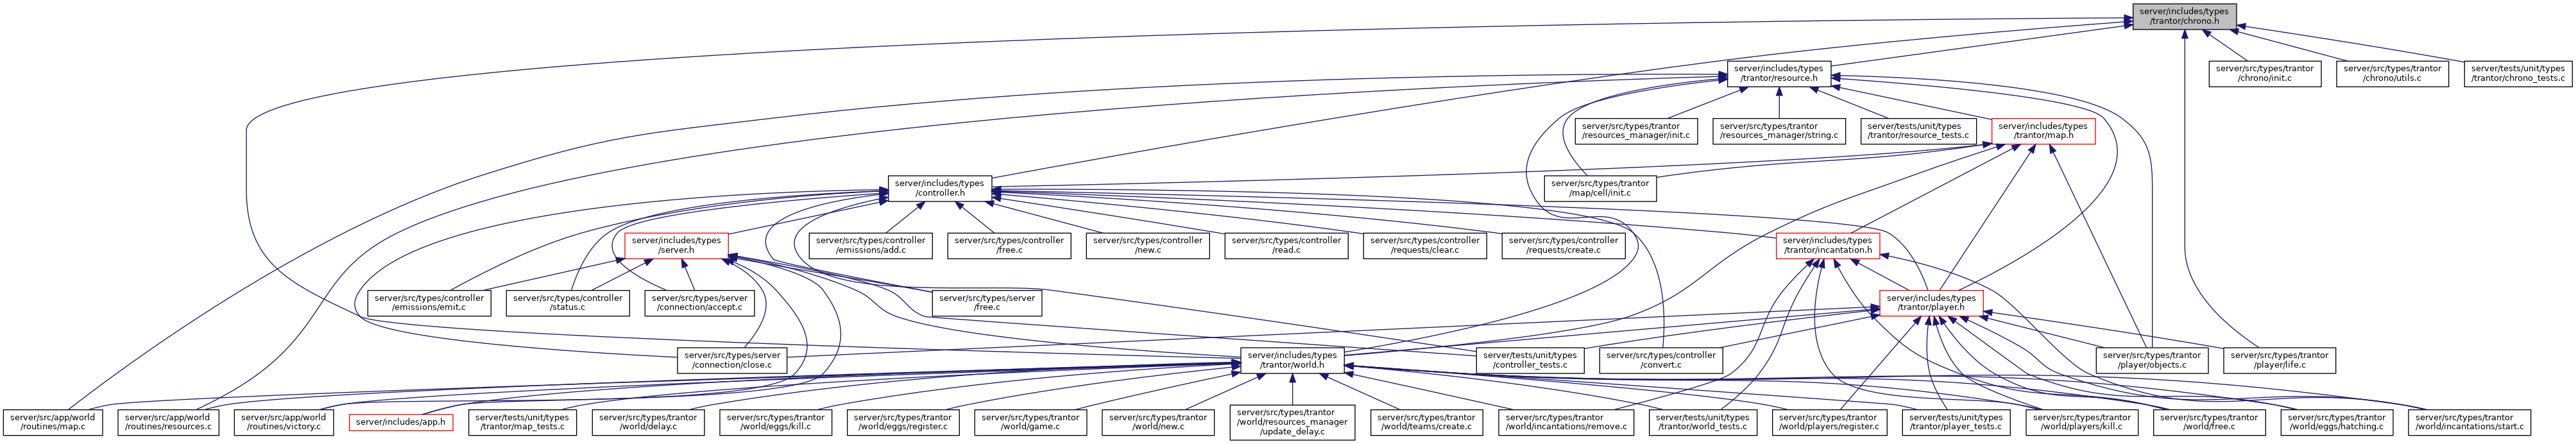 server/includes/types
/trantor/chrono.h
server/includes/types
/trantor/resource.h
server/src/types/trantor
/chrono/init.c
server/src/types/trantor
/chrono/utils.c
server/tests/unit/types
/trantor/chrono_tests.c
server/src/types/trantor
/resources_manager/init.c
server/src/types/trantor
/resources_manager/string.c
server/tests/unit/types
/trantor/resource_tests.c
server/includes/types
/trantor/map.h
server/includes/types
/controller.h
server/src/types/trantor
/map/cell/init.c
server/includes/types
/server.h
server/src/types/controller
/emissions/add.c
server/src/types/controller
/free.c
server/src/types/controller
/new.c
server/src/types/controller
/read.c
server/src/types/controller
/requests/clear.c
server/src/types/controller
/requests/create.c
server/includes/types
/trantor/incantation.h
server/src/types/controller
/emissions/emit.c
server/src/types/controller
/status.c
server/src/types/server
/connection/accept.c
server/src/types/server
/free.c
server/includes/types
/trantor/player.h
server/src/types/server
/connection/close.c
server/includes/types
/trantor/world.h
server/tests/unit/types
/controller_tests.c
server/src/types/controller
/convert.c
server/src/types/trantor
/player/objects.c
server/src/types/trantor
/player/life.c
server/src/app/world
/routines/map.c
server/src/app/world
/routines/resources.c
server/src/app/world
/routines/victory.c
server/includes/app.h
server/tests/unit/types
/trantor/map_tests.c
server/src/types/trantor
/world/delay.c
server/src/types/trantor
/world/eggs/kill.c
server/src/types/trantor
/world/eggs/register.c
server/src/types/trantor
/world/game.c
server/src/types/trantor
/world/new.c
server/src/types/trantor
/world/resources_manager
/update_delay.c
server/src/types/trantor
/world/teams/create.c
server/src/types/trantor
/world/incantations/remove.c
server/tests/unit/types
/trantor/world_tests.c
server/src/types/trantor
/world/players/register.c
server/tests/unit/types
/trantor/player_tests.c
server/src/types/trantor
/world/players/kill.c
server/src/types/trantor
/world/free.c
server/src/types/trantor
/world/eggs/hatching.c
server/src/types/trantor
/world/incantations/start.c